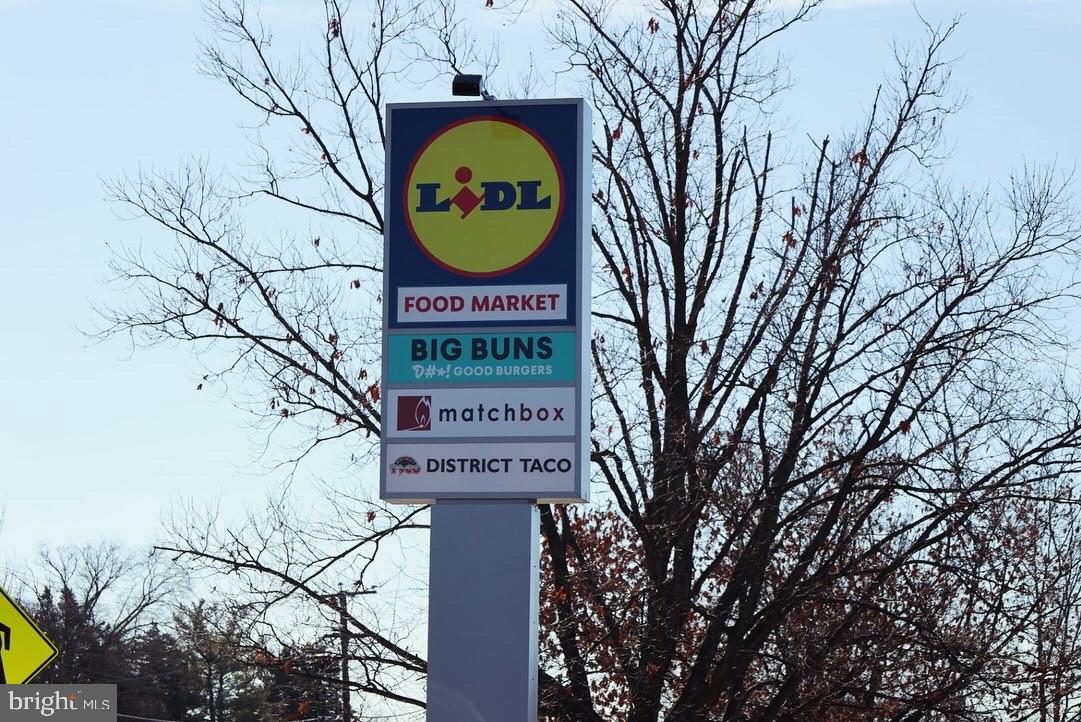 LIDL
FOOD MARKET
BIG BUNS
D#*! GOOD BURGERS
matchbox
DISTRICT TACO
bright MLS